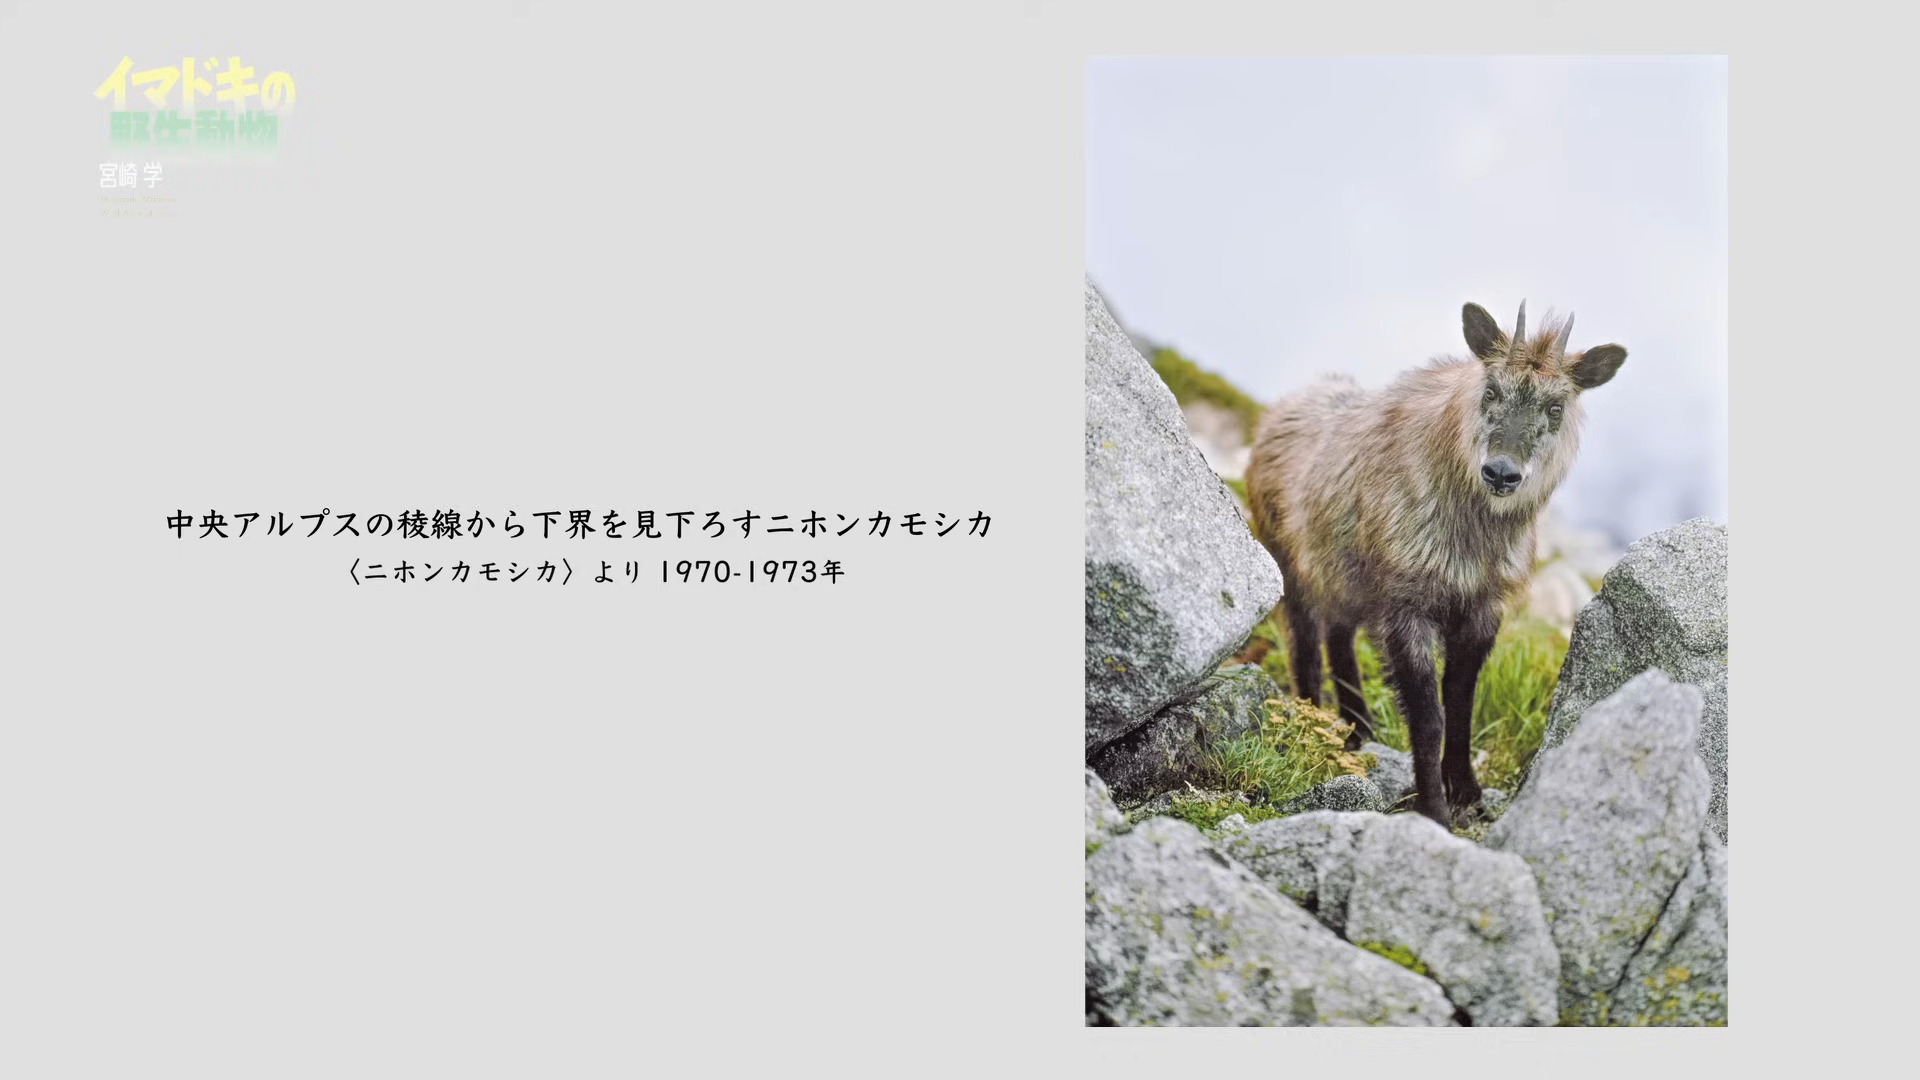 イマドキの
野生動物
宮崎 学
中央アルプスの稜線から下界を見下ろすニホンカモシカ
〈ニホンカモシカ〉より 1970-1973年